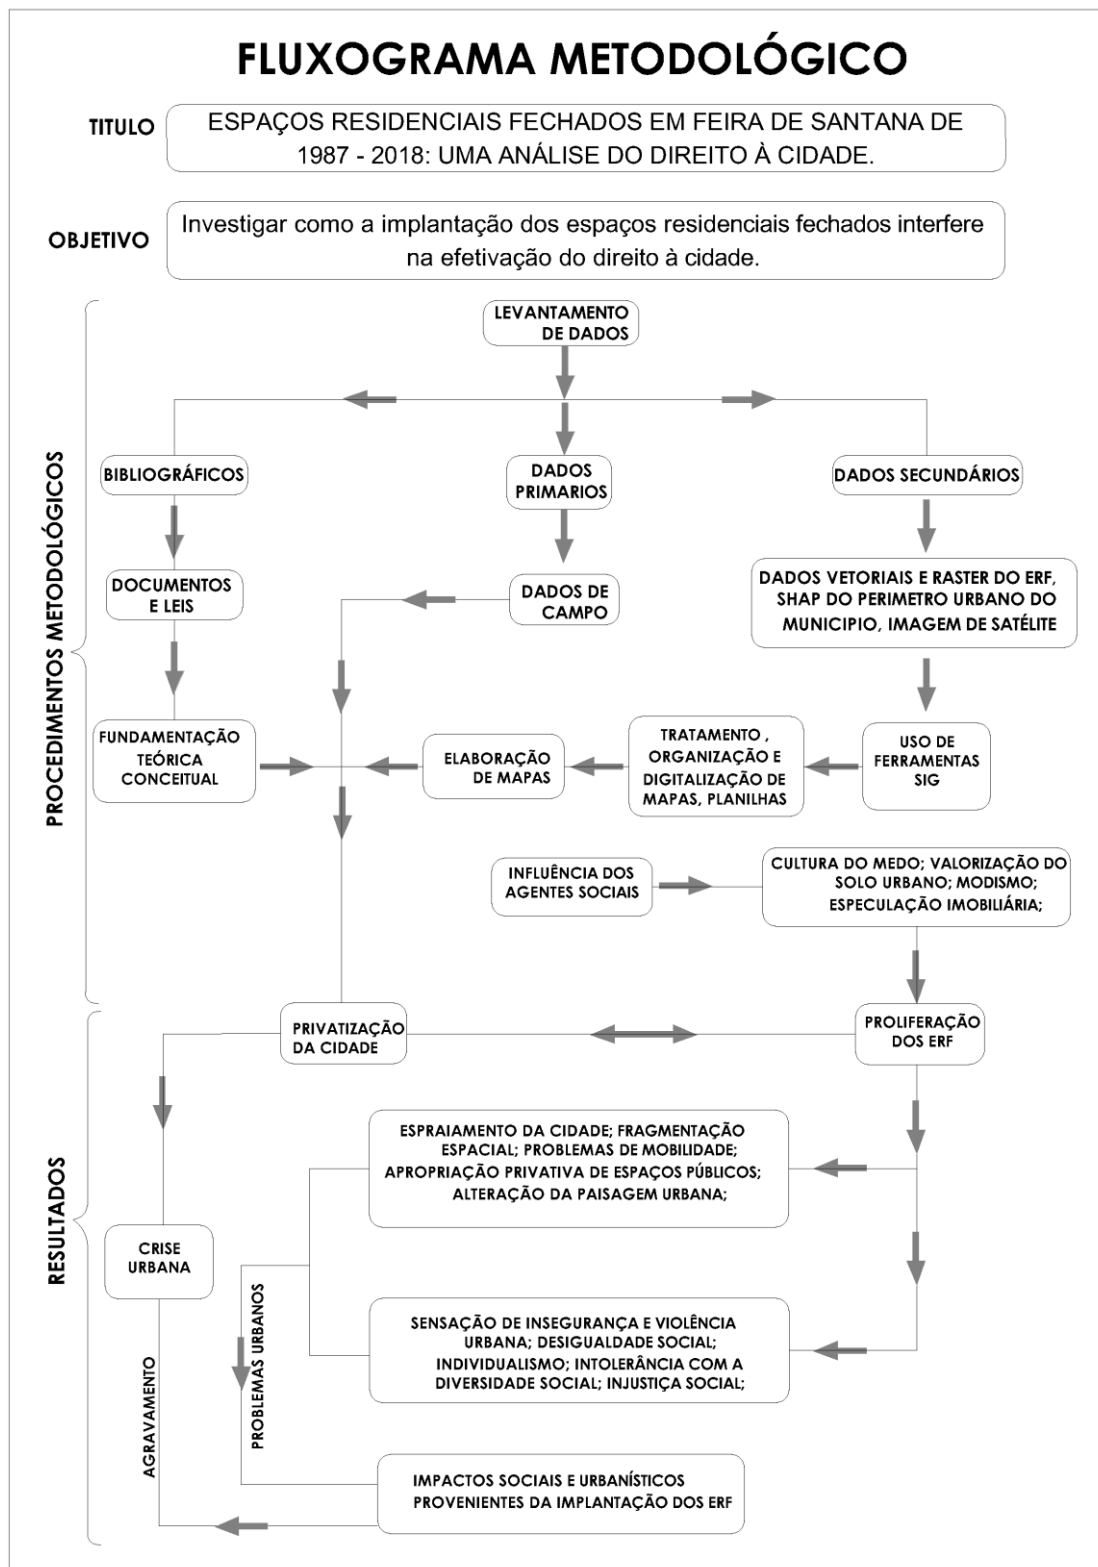 FLUXOGRAMA METODOLÓGICO
TITULO
ESPAÇOS RESIDENCIAIS FECHADOS EM FEIRA DE SANTANA DE
1987 - 2018: UMA ANÁLISE DO DIREITO À CIDADE.
OBJETIVO
Investigar como a implantação dos espaços residenciais fechados interfere
na efetivação do direito à cidade.
PROCEDIMENTOS METODOLÓGICOS
LEVANTAMENTO
DE DADOS
BIBLIOGRÁFICOS
DADOS
PRIMARIOS
DADOS SECUNDÁRIOS
DOCUMENTOS
E LEIS
DADOS DE
CAMPO
DADOS VETORIAIS E RASTER DO ERF,
SHAP DO PERIMETRO URBANO DO
MUNICIPIO, IMAGEM DE SATÉLITE
FUNDAMENTAÇÃO
TEÓRICA
CONCEITUAL
ELABORAÇÃO
DE MAPAS
TRATAMENTO ,
ORGANIZAÇÃO E
DIGITALIZAÇÃO DE
MAPAS, PLANILHAS
USO DE
FERRAMENTAS
SIG
INFLUÊNCIA DOS
AGENTES SOCIAIS
CULTURA DO MEDO; VALORIZAÇÃO DO
SOLO URBANO; MODISMO;
ESPECULAÇÃO IMOBILIÁRIA;
RESULTADOS
PRIVATIZAÇÃO
DA CIDADE
PROLIFERAÇÃO
DOS ERF
ESPRAIAMENTO DA CIDADE; FRAGMENTAÇÃO
ESPACIAL; PROBLEMAS DE MOBILIDADE;
APROPRIAÇÃO PRIVATIVA DE ESPAÇOS PÚBLICOS;
ALTERAÇÃO DA PAISAGEM URBANA;
CRISE
URBANA
PROBLEMAS URBANOS
SENSAÇÃO DE INSEGURANÇA E VIOLÊNCIA
URBANA; DESIGUALDADE SOCIAL;
INDIVIDUALISMO; INTOLERÂNCIA COM A
DIVERSIDADE SOCIAL; INJUSTIÇA SOCIAL;
AGRAVAMENTO
IMPACTOS SOCIAIS E URBANÍSTICOS
PROVENIENTES DA IMPLANTAÇÃO DOS ERF